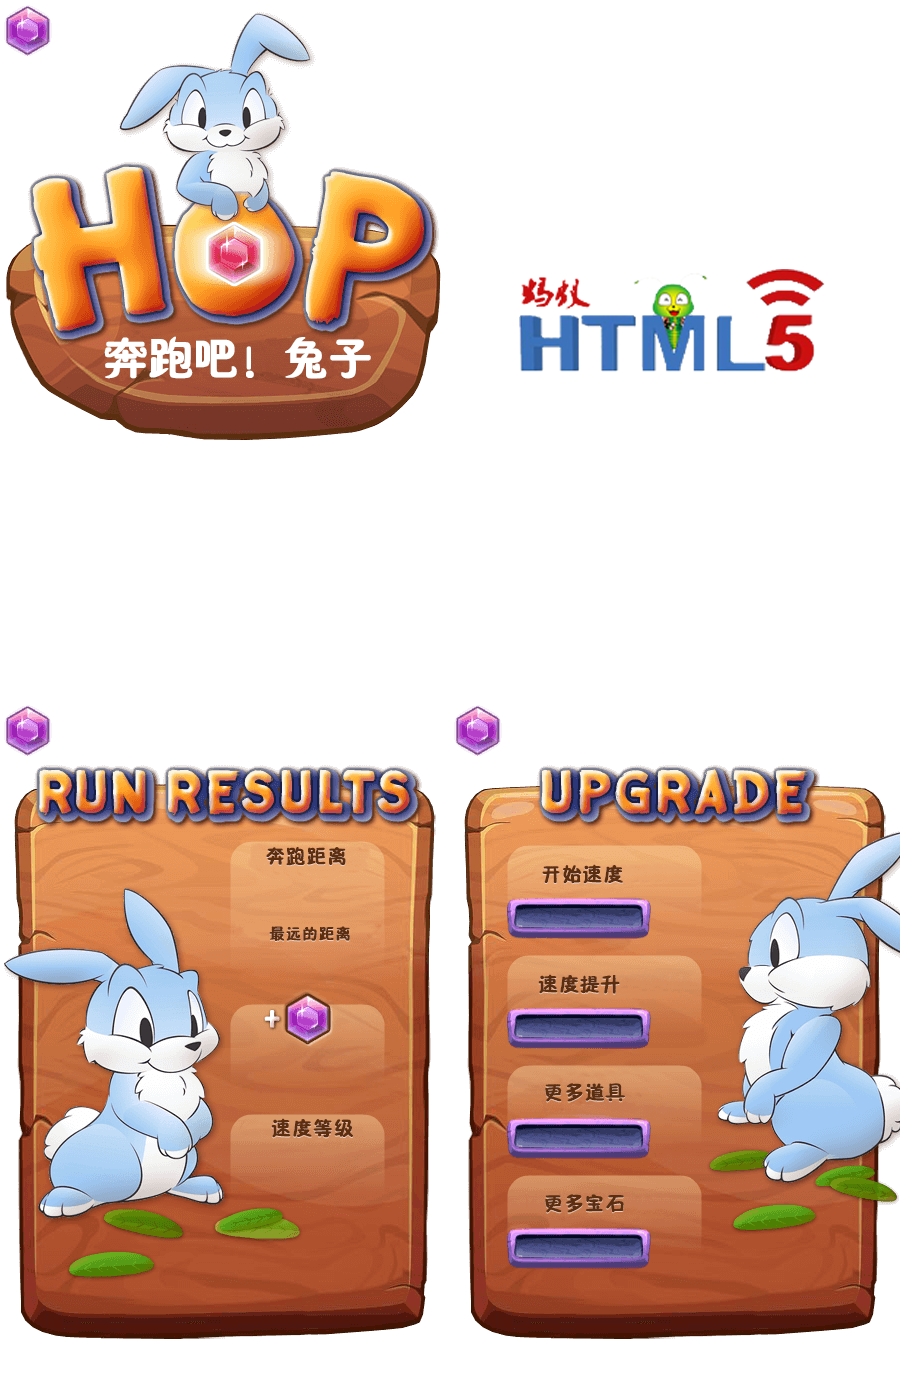 HOP
奔跑吧！兔子
蚂蚁
HTML5
RUN RESULTS
奔跑距离
最远的距离
+
速度等级
UPGRADE
开始速度
速度提升
更多道具
更多宝石